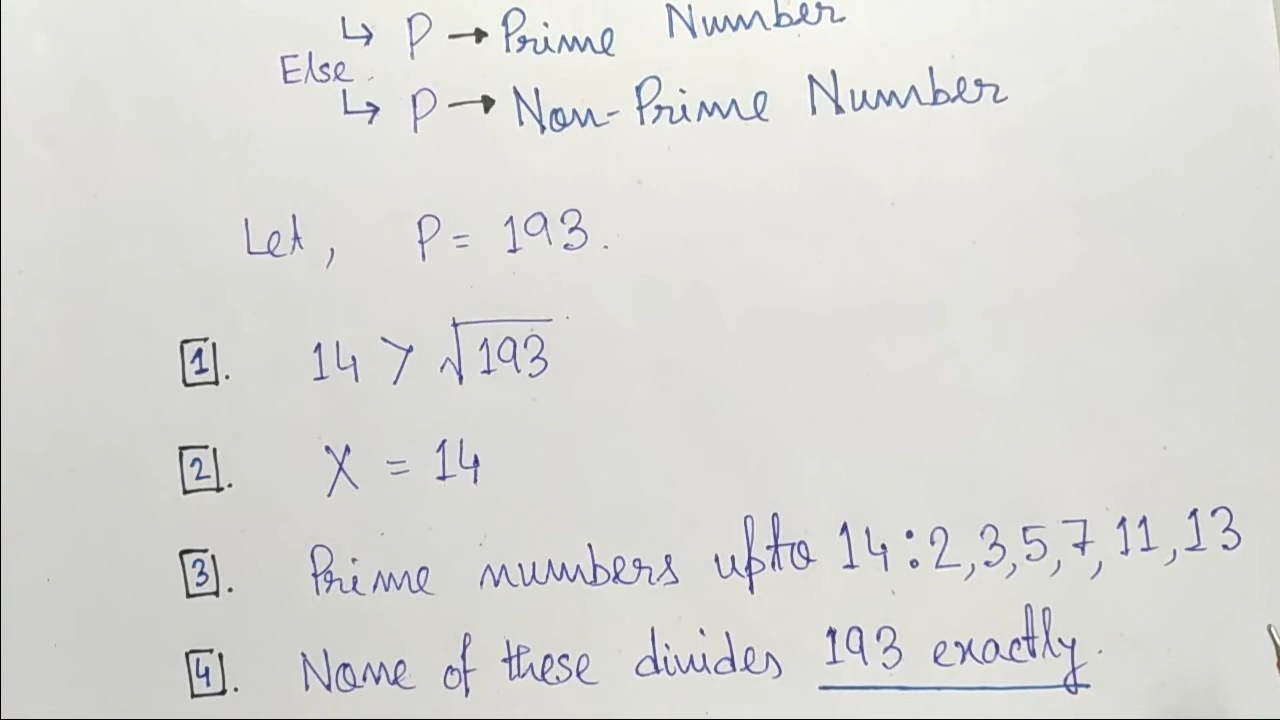 ↳ P → Prime Number
Else.
↳ P → Non-Prime Number
Let, P = 193.
1. 14 > √193
2. X = 14
3. Prime numbers upto 14: 2, 3, 5, 7, 11, 13
4. None of these divides 193 exactly.